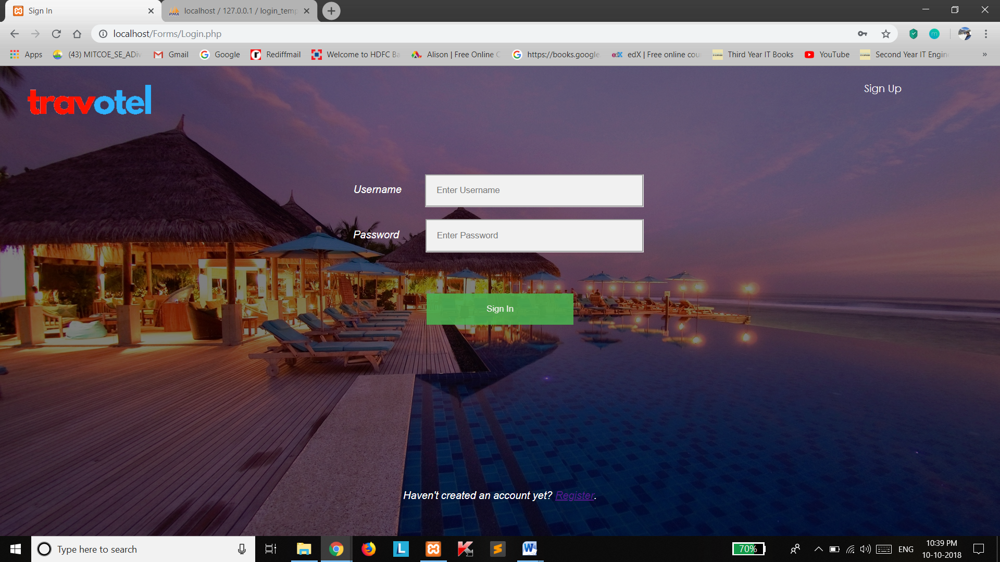 Sign In
localhost / 127.0.0.1 / login_temp
localhost/Forms/Login.php
Apps
(43) MITCOE_SE_ADiv
Gmail
Google
Rediffmail
Welcome to HDFC Ba
Alison | Free Online C
https://books.google
edX | Free online cou
Third Year IT Books
YouTube
Second Year IT Engin
»
travotel
Sign Up
Username
Enter Username
Password
Enter Password
Sign In
Haven't created an account yet? Register.
Type here to search
70%
ENG
10:39 PM
10-10-2018